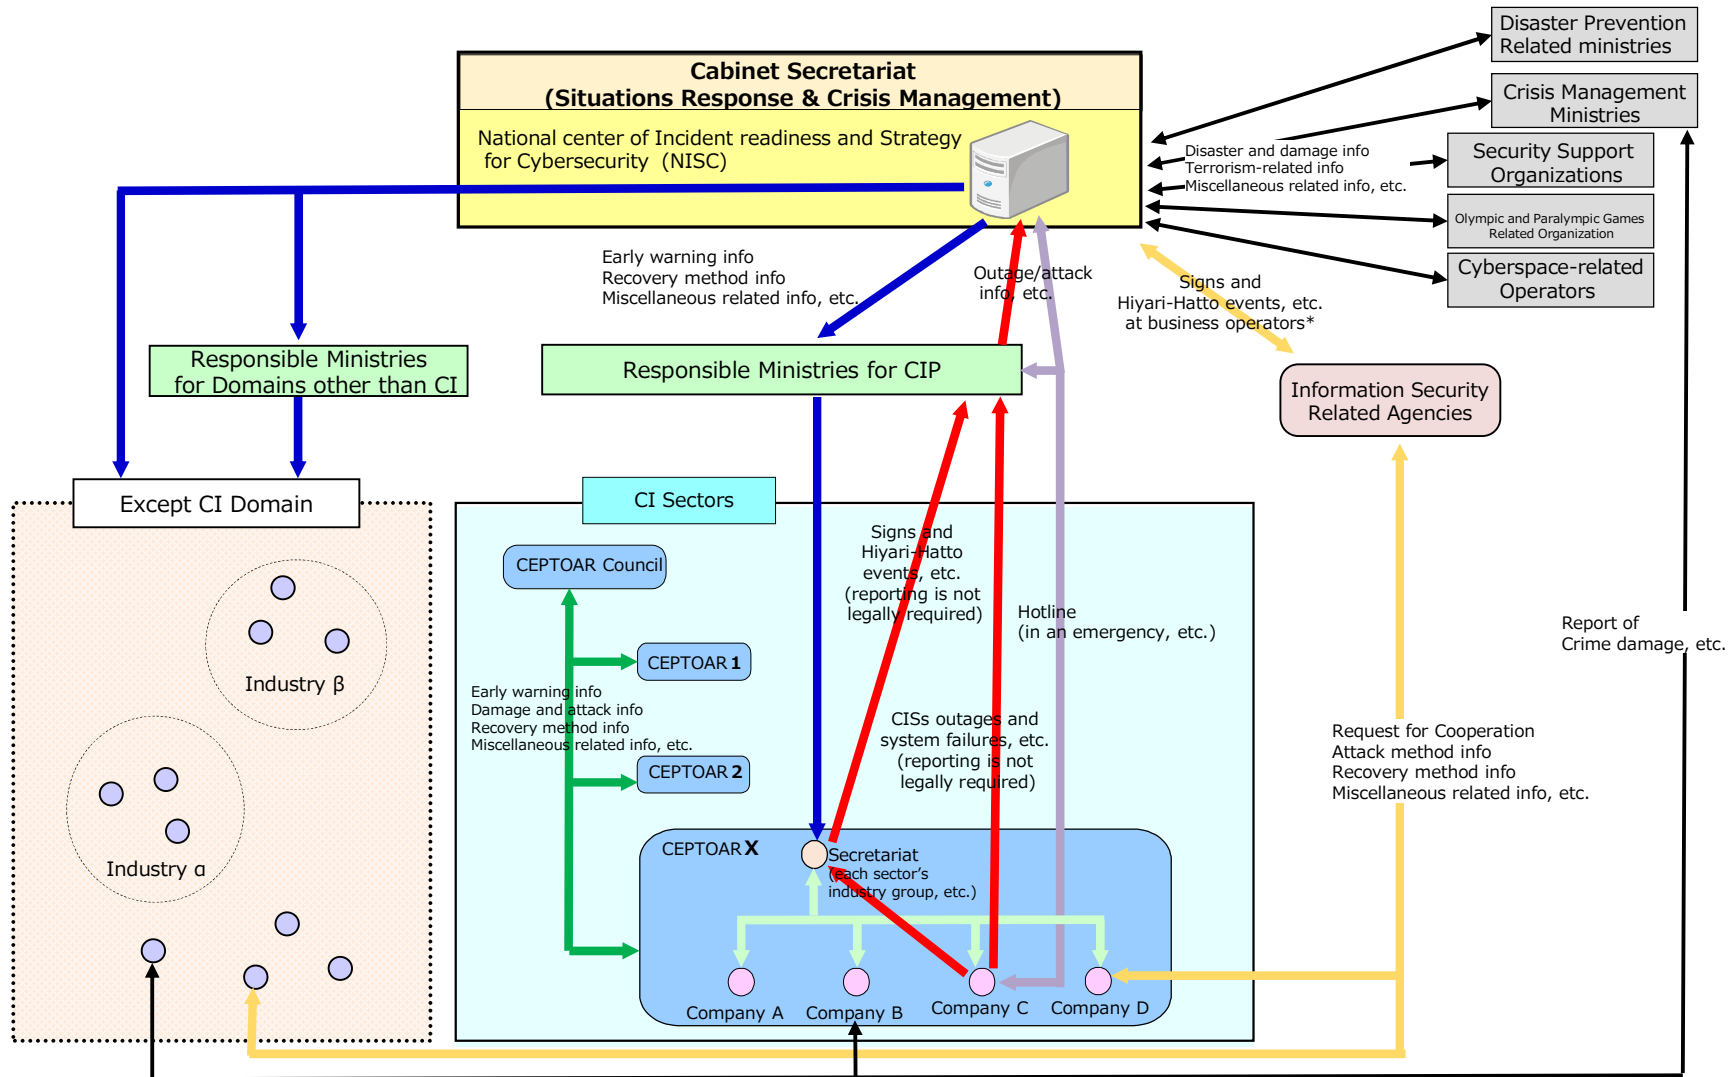 Disaster Prevention
Related ministries
Cabinet Secretariat
(Situations Response & Crisis Management)
Crisis Management
Ministries
National center of Incident readiness and Strategy
for Cybersecurity (NISC)
Disaster and damage info
Terrorism-related info
Miscellaneous related info, etc.
Security Support
Organizations
Olympic and Paralympic Games
Related Organization
Cyberspace-related
Operators
Early warning info
Recovery method info
Miscellaneous related info, etc.
Outage/attack
info, etc.
Signs and
Hiyari-Hatto events, etc.
at business operators*
Responsible Ministries
for Domains other than CI
Responsible Ministries for CIP
Information Security
Related Agencies
Except CI Domain
CI Sectors
CEPTOAR Council
Signs and
Hiyari-Hatto
events, etc.
(reporting is not
legally required)
Hotline
(in an emergency, etc.)
Report of
Crime damage, etc.
CEPTOAR 1
Industry β
Early warning info
Damage and attack info
Recovery method info
Miscellaneous related info, etc.
CISs outages and
system failures, etc.
(reporting is not
legally required)
Request for Cooperation
Attack method info
Recovery method info
Miscellaneous related info, etc.
CEPTOAR 2
CEPTOAR X
Secretariat
(each sector's
industry group, etc.)
Industry α
Company A
Company B
Company C
Company D